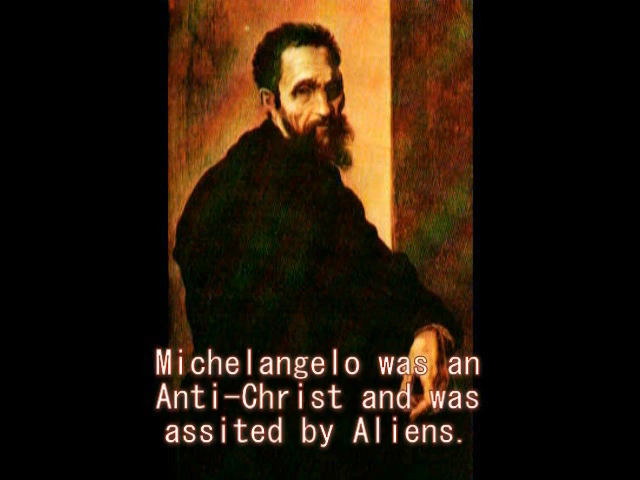 Michelangelo was an
Anti-Christ and was
assited by Aliens.